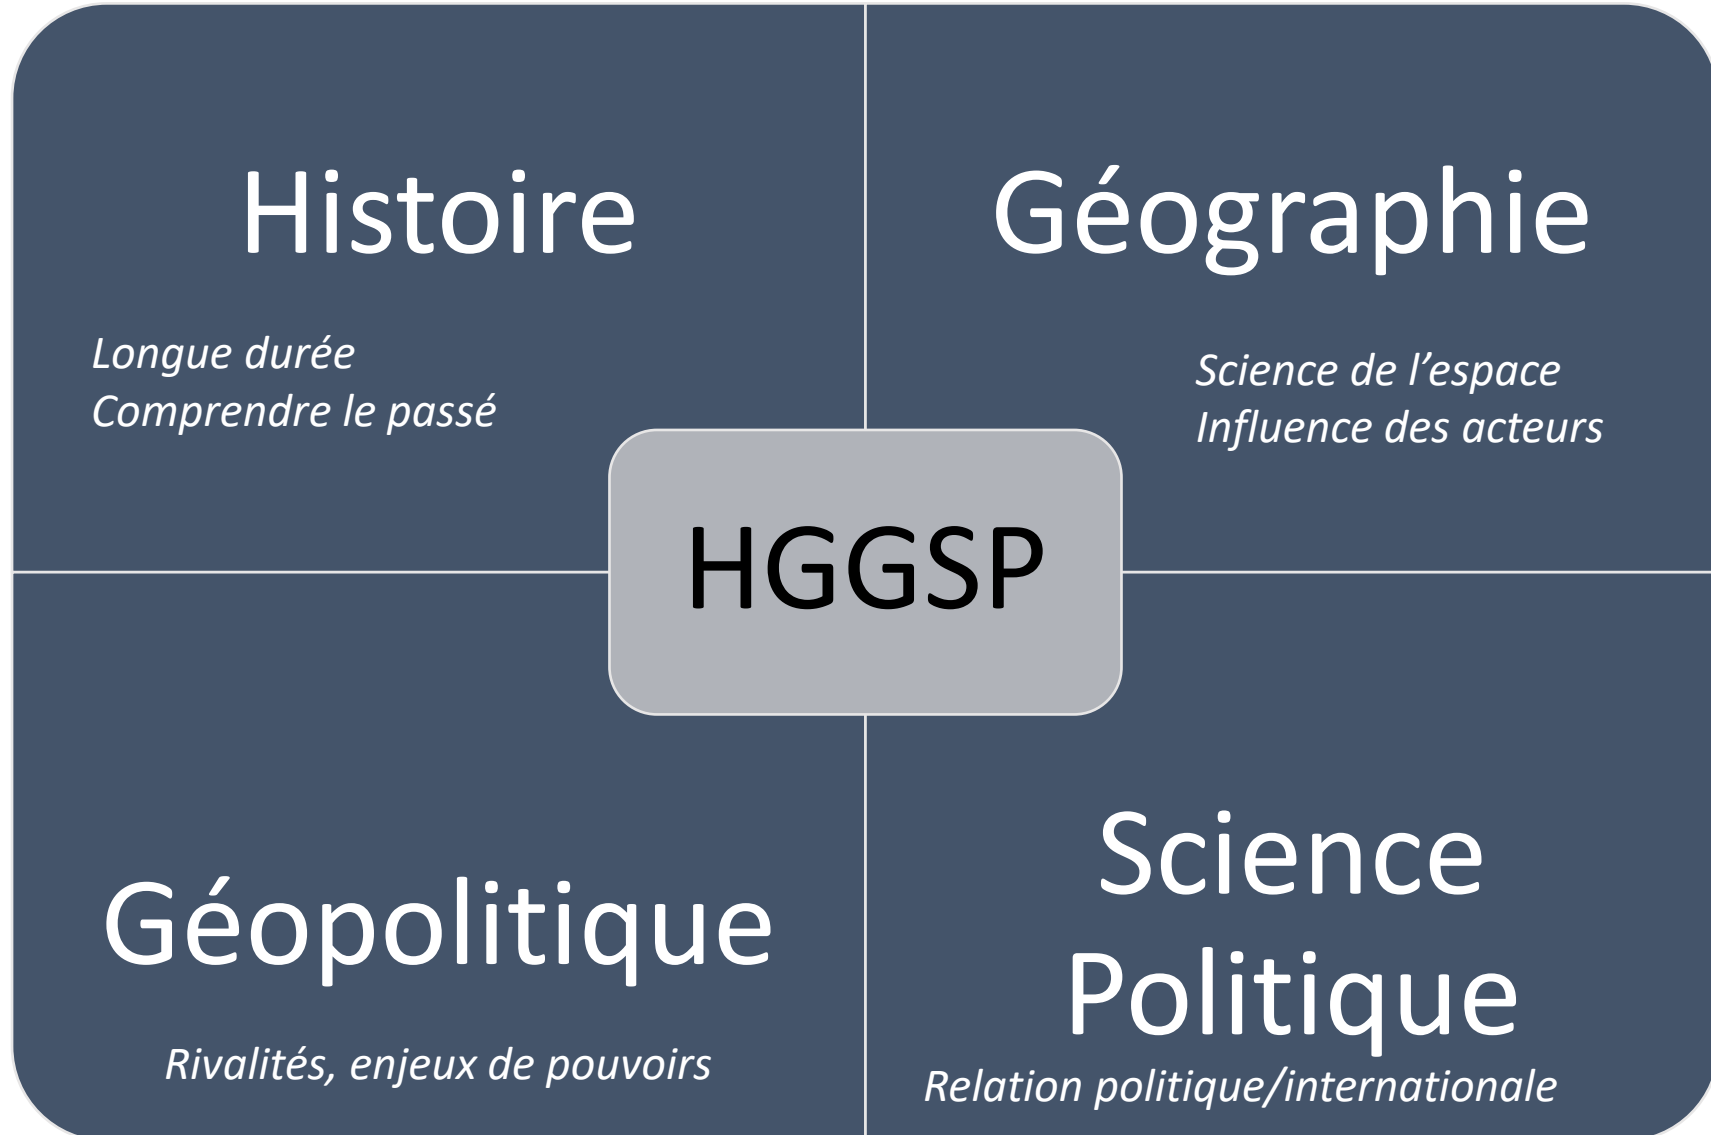 Histoire
Longue durée
Comprendre le passé
Géographie
Science de l’espace
Influence des acteurs
HGGSP
Géopolitique
Rivalités, enjeux de pouvoirs
Science
Politique
Relation politique/internationale